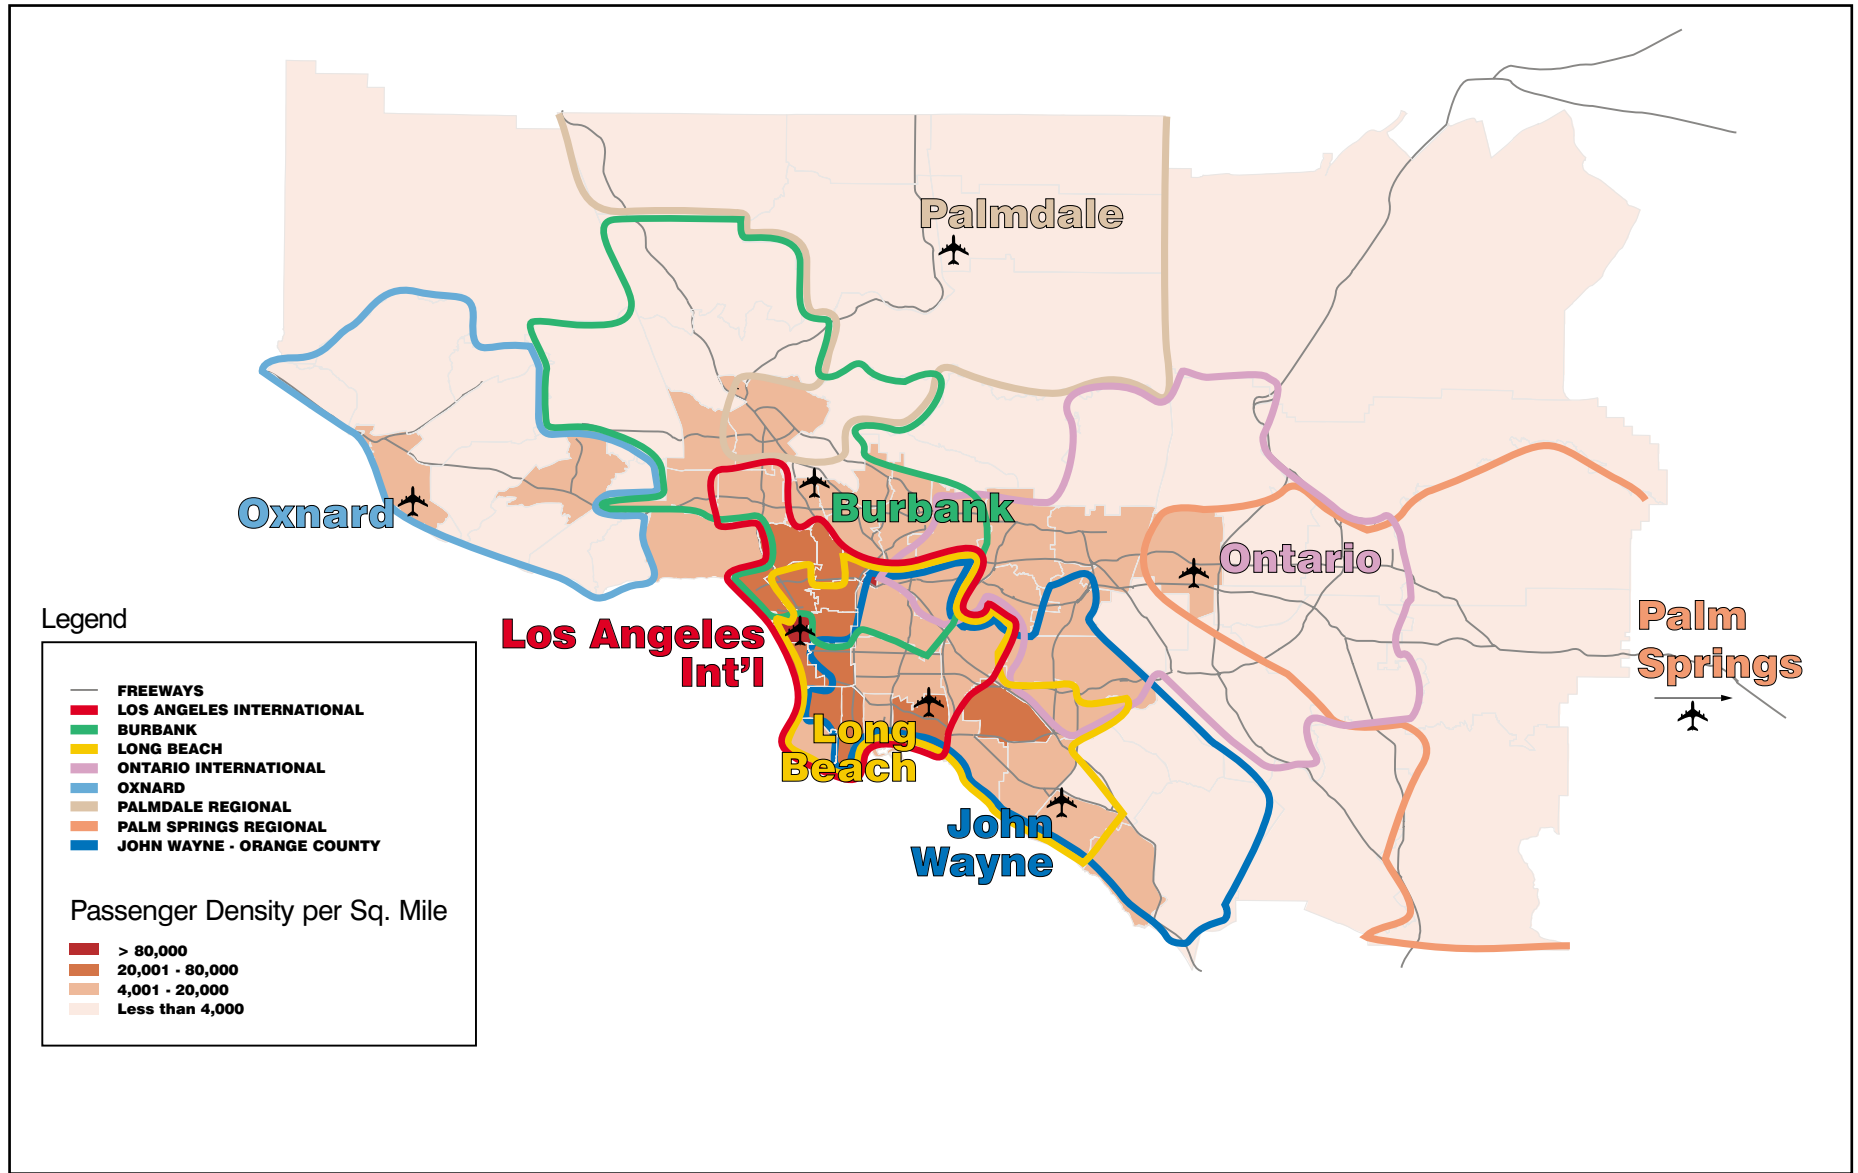 Palmdale
Oxnard
Burbank
Ontario
Los Angeles
Int'l
Palm
Springs
Long
Beach
John
Wayne
Legend
FREEWAYS
LOS ANGELES INTERNATIONAL
BURBANK
LONG BEACH
ONTARIO INTERNATIONAL
OXNARD
PALMDALE REGIONAL
PALM SPRINGS REGIONAL
JOHN WAYNE - ORANGE COUNTY
Passenger Density per Sq. Mile
> 80,000
20,001 - 80,000
4,001 - 20,000
Less than 4,000